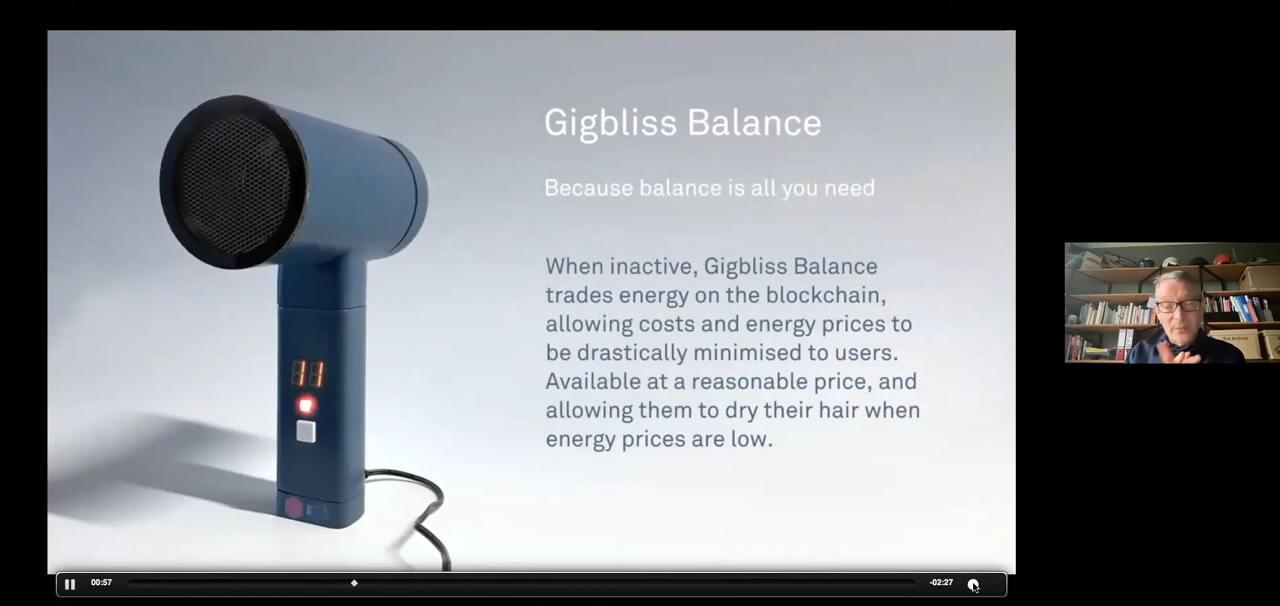 Gigbliss Balance
Because balance is all you need
When inactive, Gigbliss Balance
trades energy on the blockchain,
allowing costs and energy prices to
be drastically minimised to users.
Available at a reasonable price, and
allowing them to dry their hair when
energy prices are low.
11
00:57
-02:27